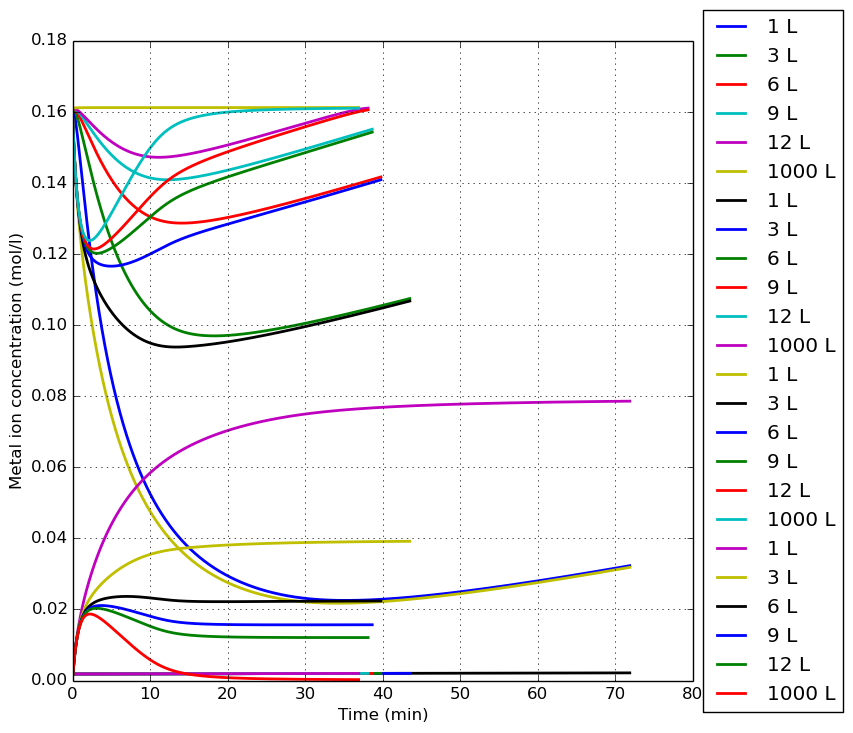 0.18
0.16
0.14
0.12
0.10
0.08
0.06
0.04
0.02
0.00
Metal ion concentration (mol/l)
0 10 20 30 40 50 60 70 80
Time (min)
1 L
3 L
6 L
9 L
12 L
1000 L
1 L
3 L
6 L
9 L
12 L
1000 L
1 L
3 L
6 L
9 L
12 L
1000 L
1 L
3 L
6 L
9 L
12 L
1000 L